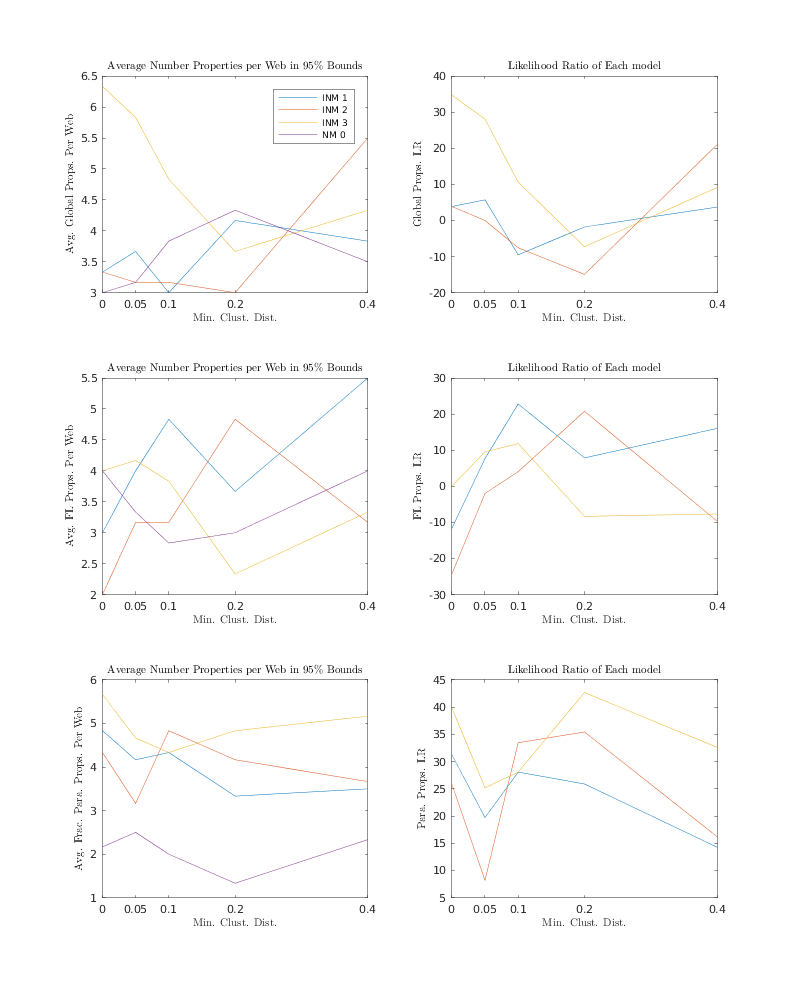 Average Number Properties per Web in 95% Bounds
Avg. Global Props. Per Web
6.5
6
5.5
5
4.5
4
3.5
3
INM 1
INM 2
INM 3
NM 0
0 0.05 0.1 0.2 0.4
Min. Clust. Dist.
Likelihood Ratio of Each model
Global Props. LR
40
30
20
10
0
-10
-20
0 0.05 0.1 0.2 0.4
Min. Clust. Dist.
Average Number Properties per Web in 95% Bounds
Avg. FL Props. Per Web
5.5
5
4.5
4
3.5
3
2.5
2
0 0.05 0.1 0.2 0.4
Min. Clust. Dist.
Likelihood Ratio of Each model
FL Props. LR
30
20
10
0
-10
-20
-30
0 0.05 0.1 0.2 0.4
Min. Clust. Dist.
Average Number Properties per Web in 95% Bounds
Avg. Frac. Para. Props. Per Web
6
5
4
3
2
1
0 0.05 0.1 0.2 0.4
Min. Clust. Dist.
Likelihood Ratio of Each model
Para. Props. LR
45
40
35
30
25
20
15
10
5
0 0.05 0.1 0.2 0.4
Min. Clust. Dist.